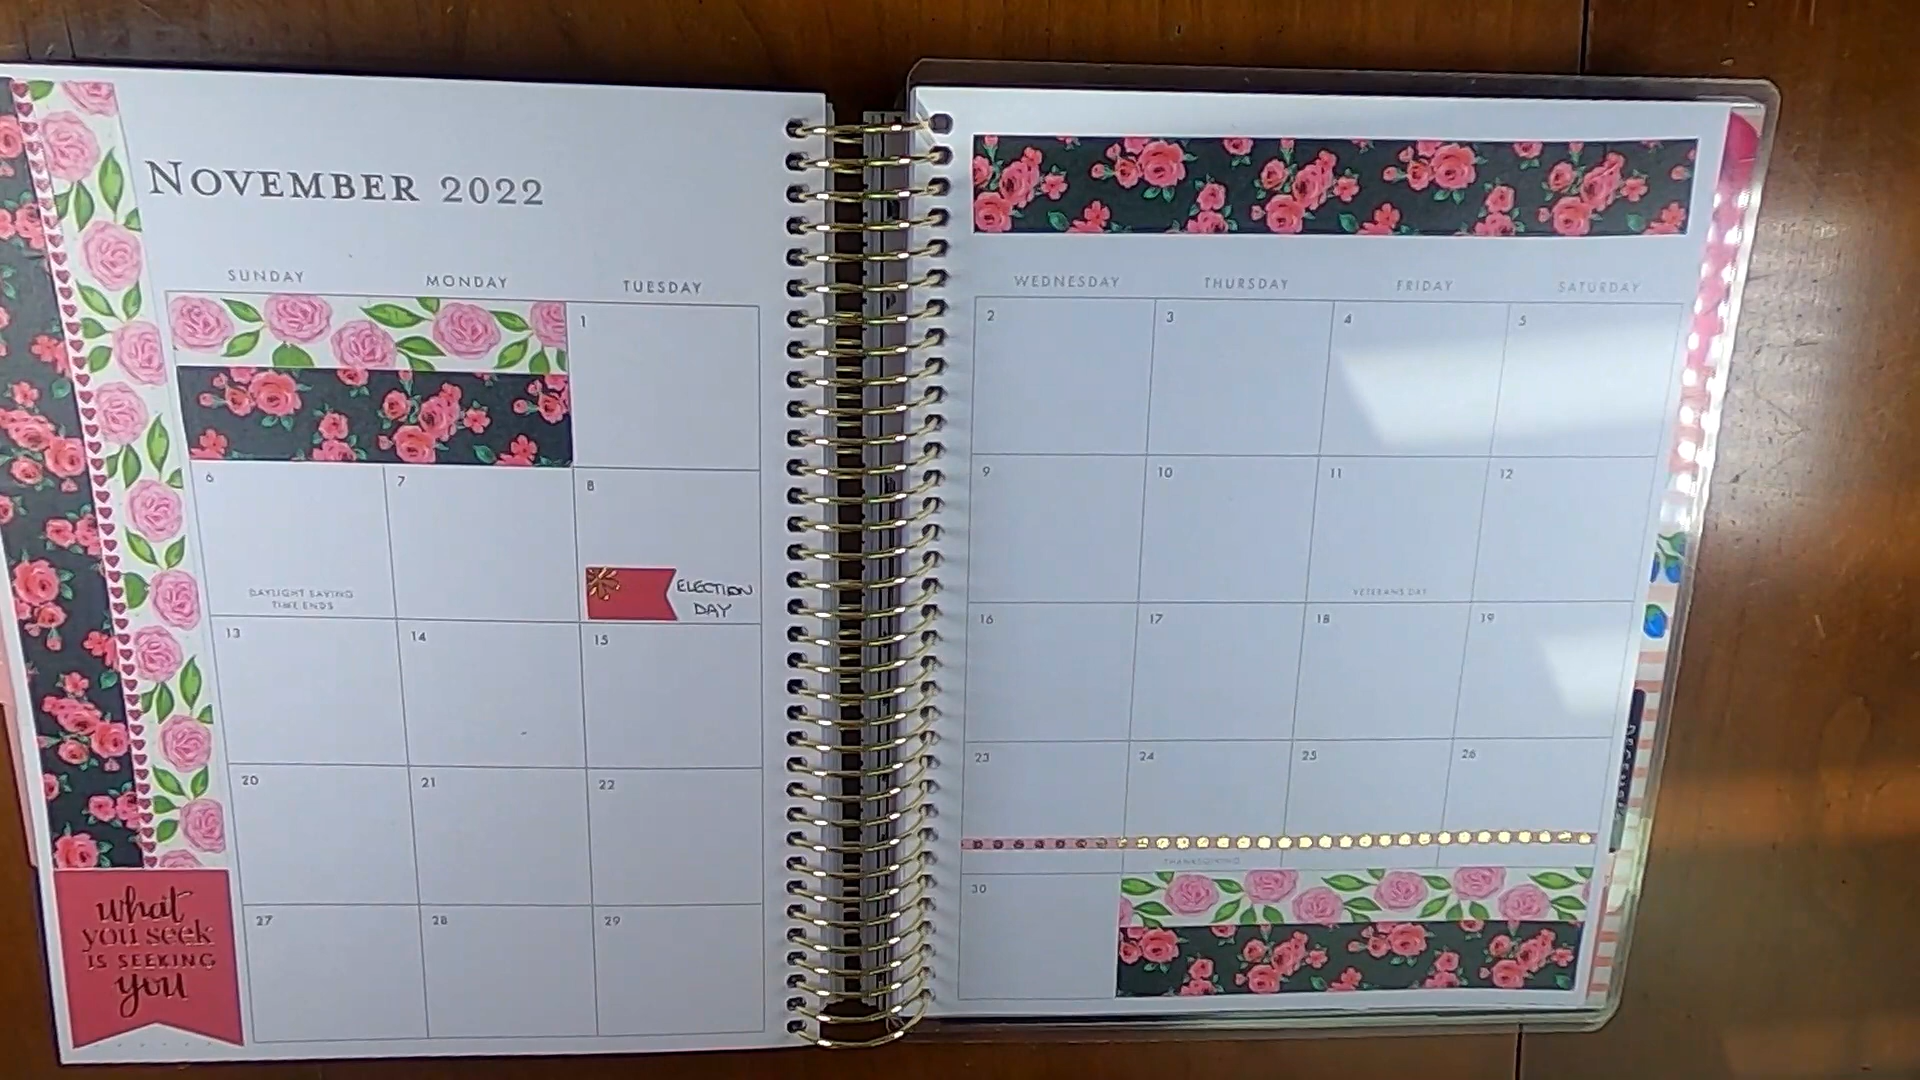 NOVEMBER 2022
SUNDAY MONDAY TUESDAY WEDNESDAY THURSDAY FRIDAY SATURDAY
1 2 3 4 5
6 7 8 9 10 11 12
DAYLIGHT SAVING
TIME ENDS
ELECTION
DAY
VETERANS DAY
13 14 15 16 17 18 19
20 21 22 23 24 25 26
THANKSGIVING
27 28 29 30
what
you seek
IS SEEKING
you
DECEMBER